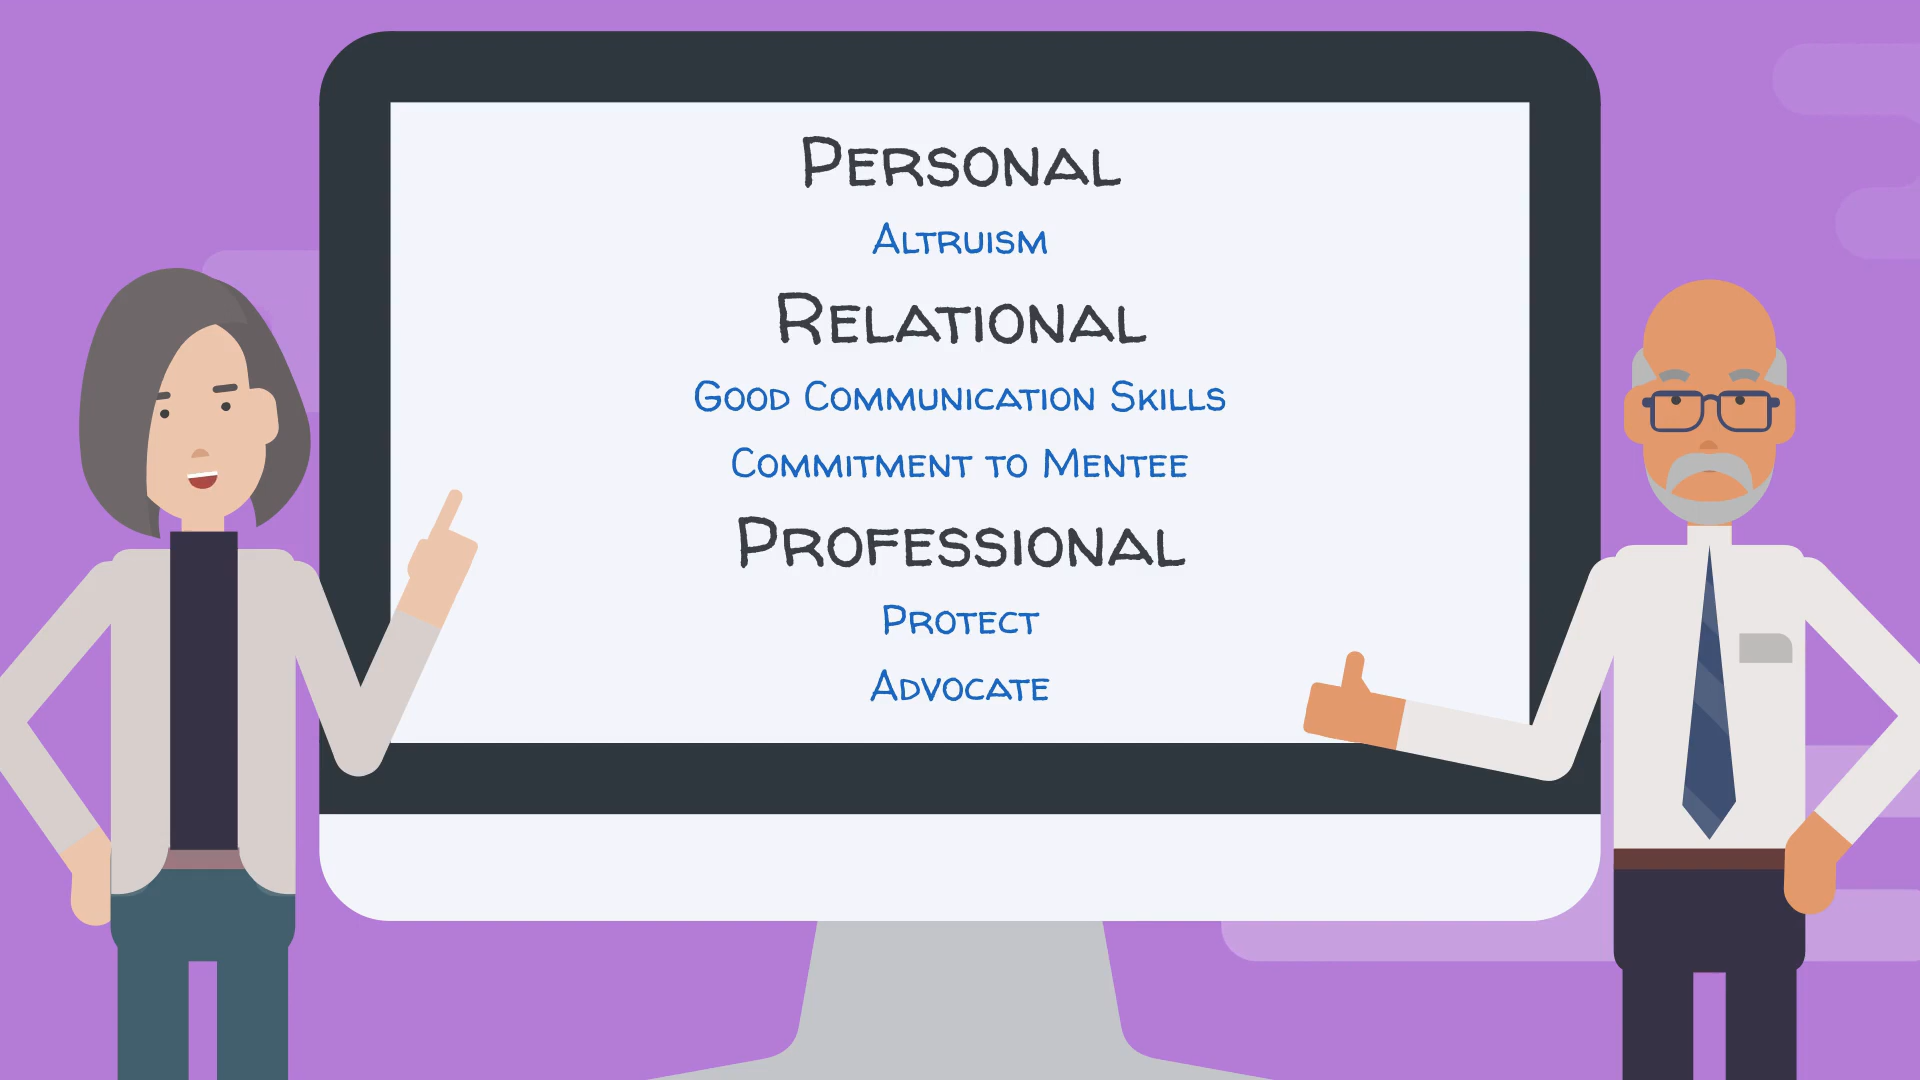 Personal
Altruism
Relational
Good Communication Skills
Commitment to Mentee
Professional
Protect
Advocate